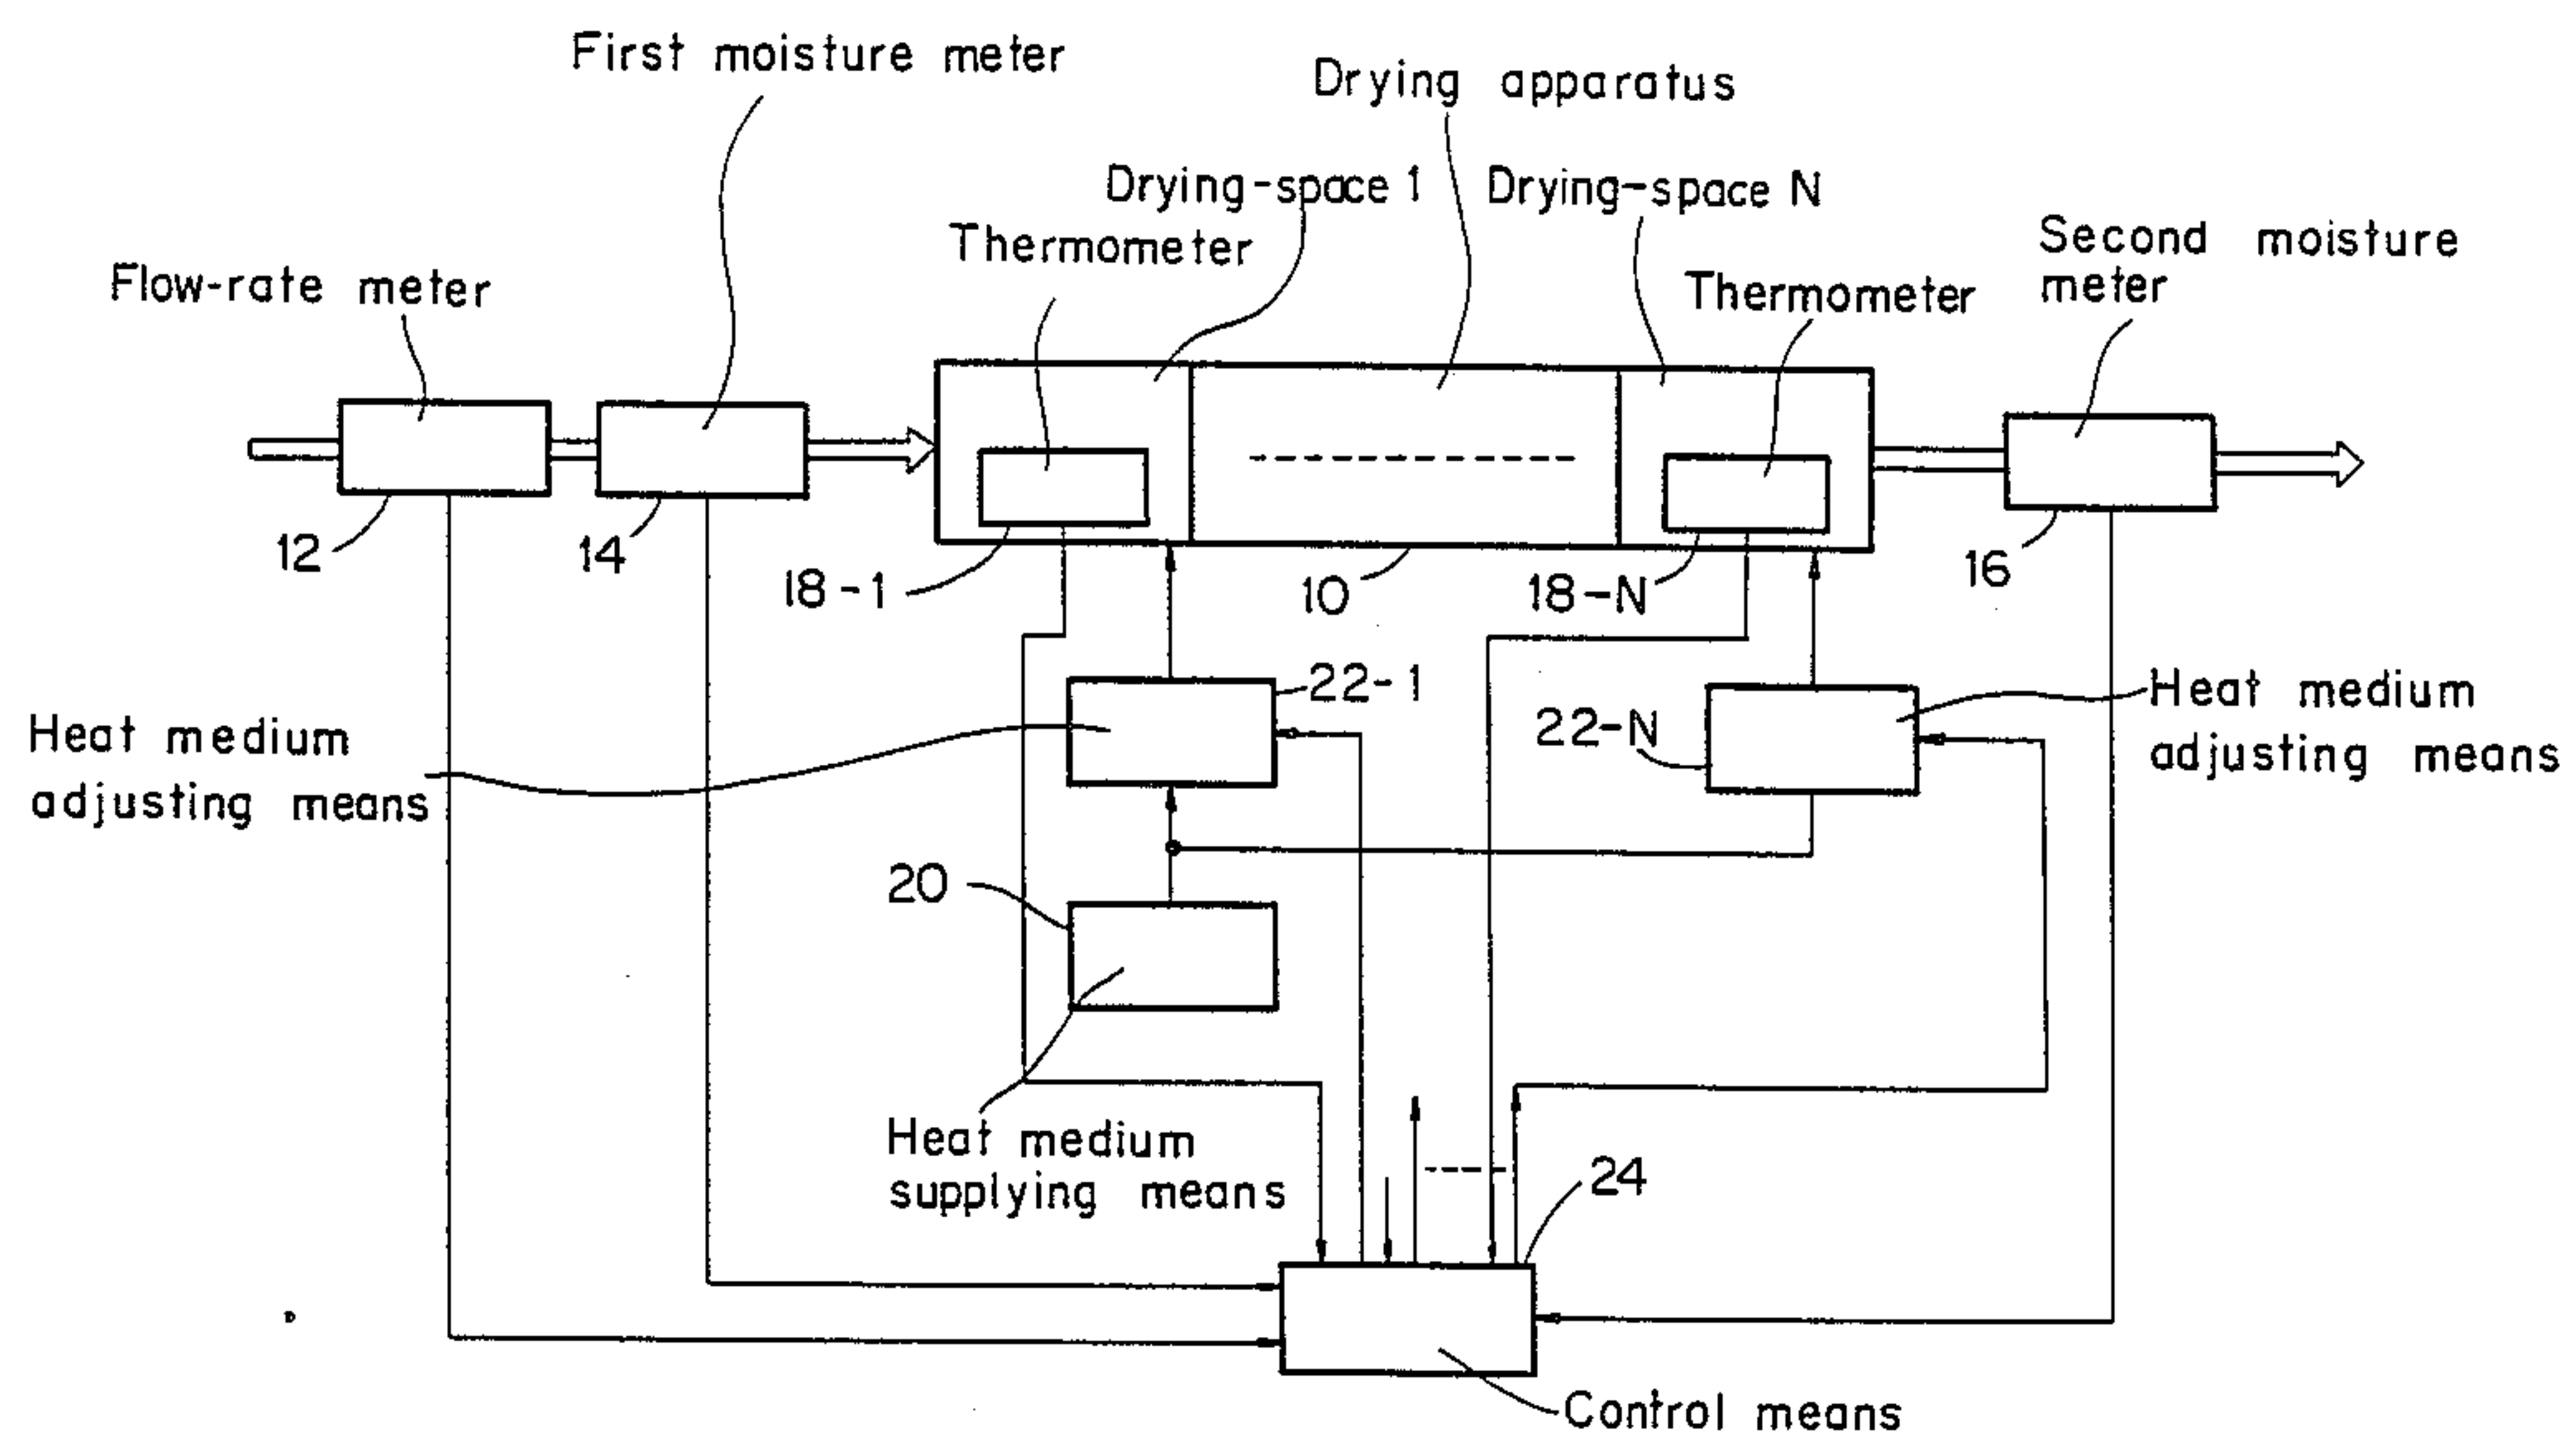 First moisture meter
Drying apparatus
Drying-space 1
Drying-space N
Thermometer
Second moisture
meter
Flow-rate meter
Thermometer
12
14
18-1
10
18-N
16
22-1
22-N
Heat medium
adjusting means
Heat medium
adjusting means
20
Heat medium
supplying means
24
Control means